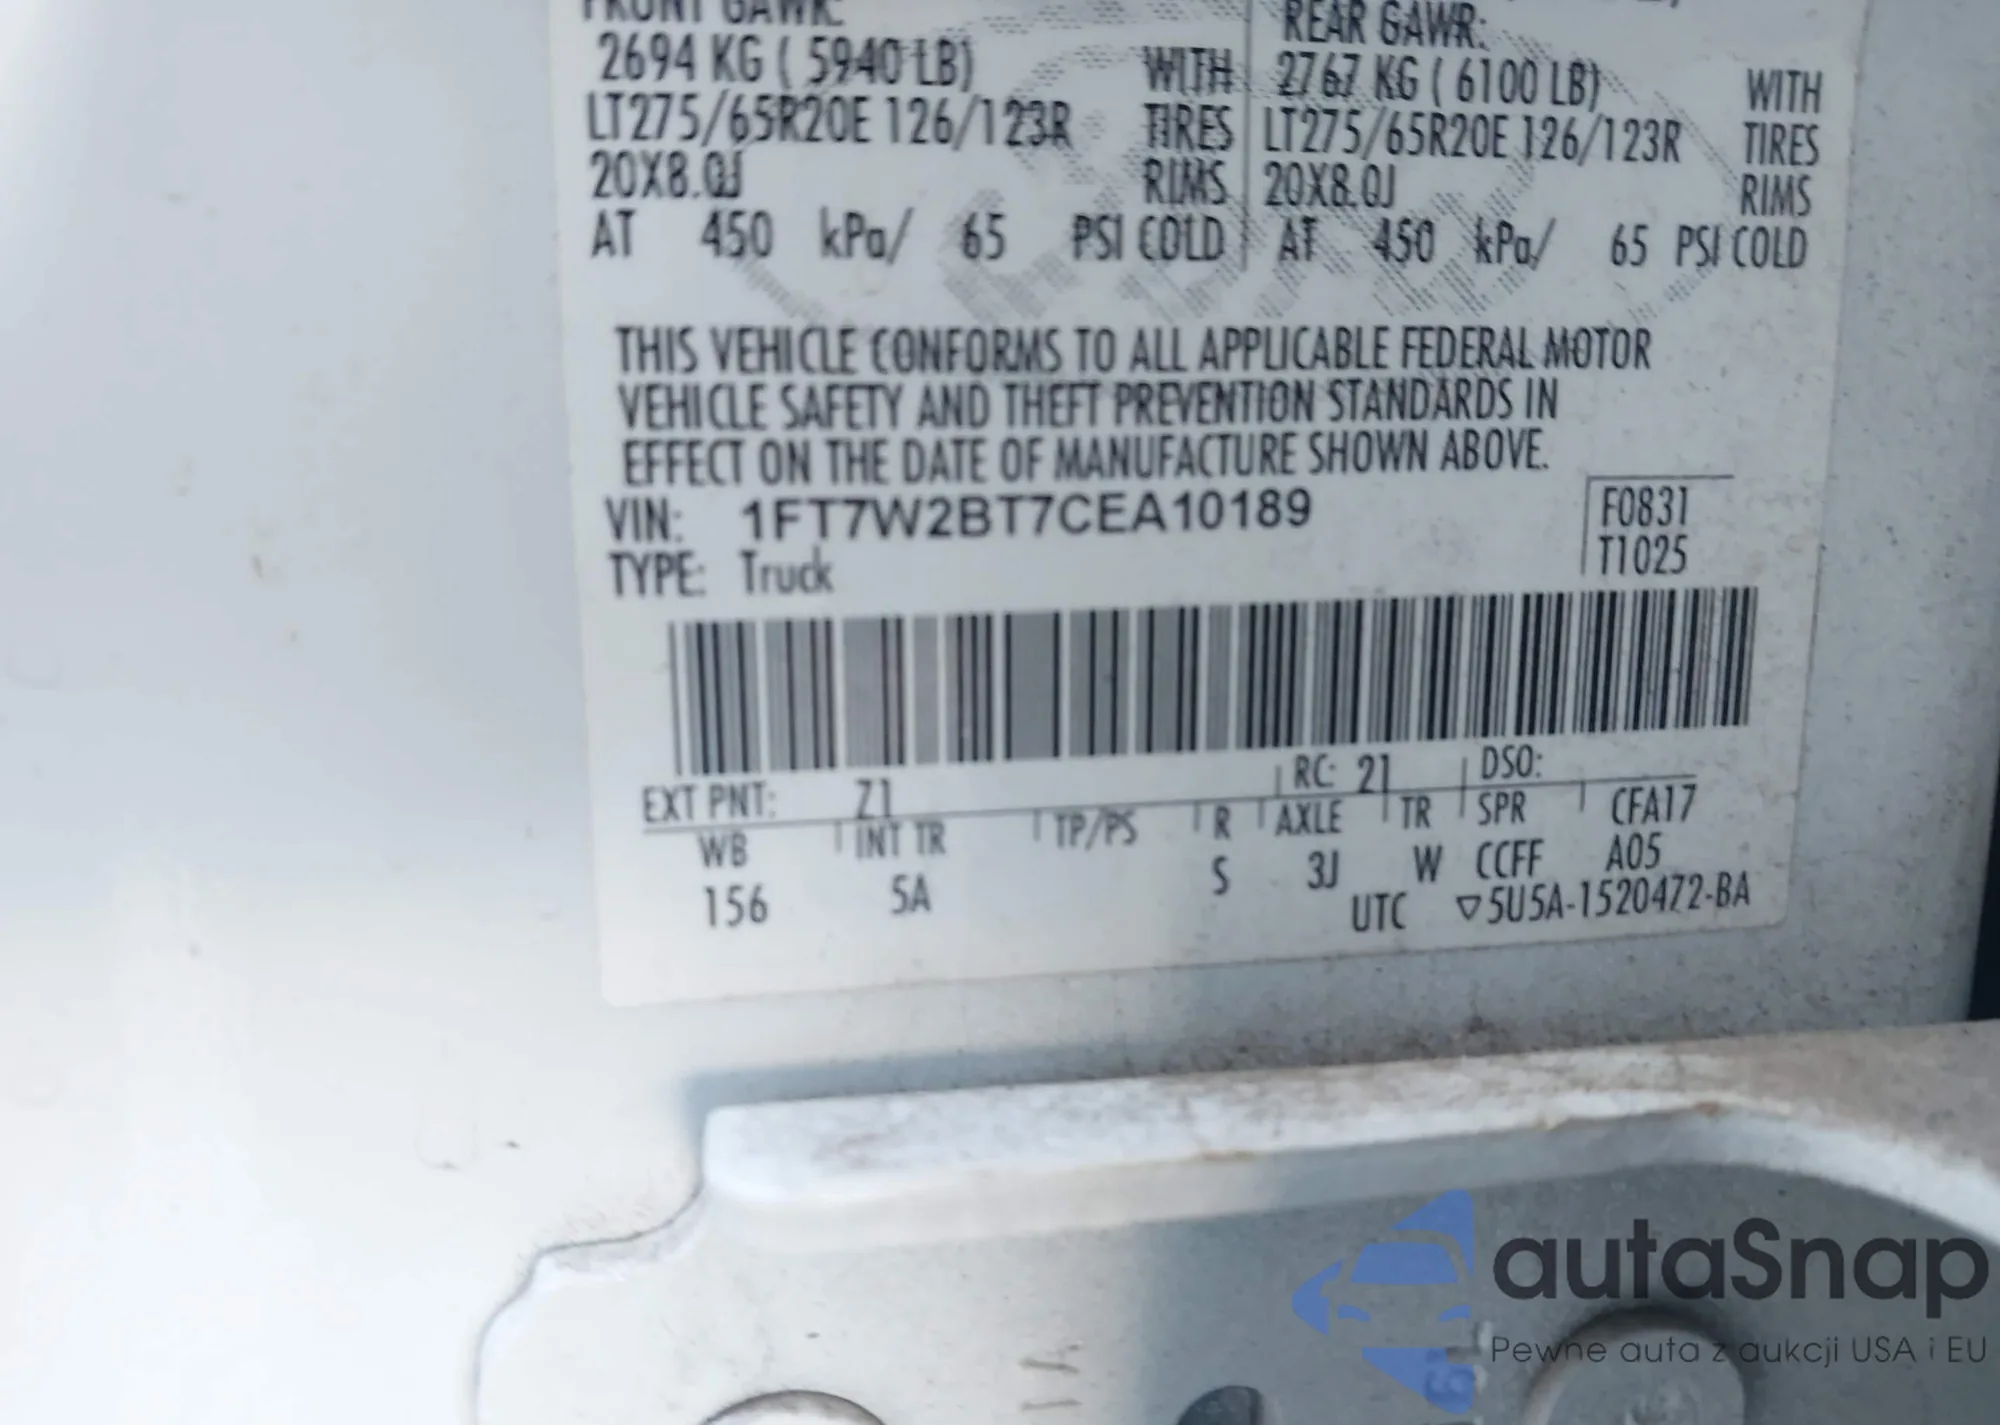 FRONT GAWR:
2694 KG ( 5940 LB) WITH
LT275/65R20E 126/123R TIRES
20X8.0J RIMS
AT 450 kPa/ 65 PSI COLD
REAR GAWR:
2767 KG ( 6100 LB) WITH
LT275/65R20E 126/123R TIRES
20X8.0J RIMS
AT 450 kPa/ 65 PSI COLD
THIS VEHICLE CONFORMS TO ALL APPLICABLE FEDERAL MOTOR
VEHICLE SAFETY AND THEFT PREVENTION STANDARDS IN
EFFECT ON THE DATE OF MANUFACTURE SHOWN ABOVE.
VIN: 1FT7W2BT7CEA10189
TYPE: Truck
F0831
T1025
EXT PNT: Z1 RC: 21 DSO:
WB INT TR TP/PS R AXLE TR SPR CFA17
156 5A S 3J W CCFF A05
UTC ▽5U5A-1520472-BA
autaSnap
Pewne auta z aukcji USA i EU